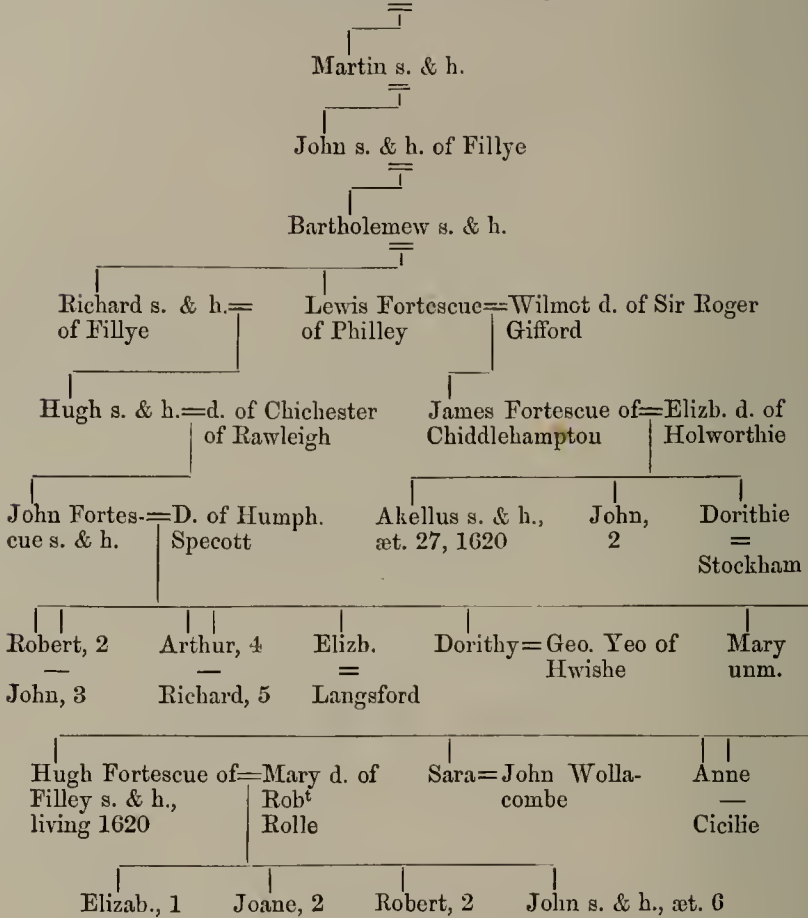 Martin s. & h.
John s. & h. of Fillye
Bartholemew s. & h.
Richard s. & h.=
of Fillye
Lewis Fortescue=Wilmot d. of Sir Roger
of Philley
Gifford
Hugh s. & h.=d. of Chichester
of Rawleigh
James Fortescue of=Elizb. d. of
Chiddlehampton
Holworthie
John Fortes-=D. of Humph.
cue s. & h.
Specott
Akellus s. & h.,
æt. 27, 1620
John,
2
Dorithie
=
Stockham
Robert, 2
—
John, 3
Arthur, 4
—
Richard, 5
Elizb.
=
Langsford
Dorithy=Geo. Yeo of
Hwishe
Mary
unm.
Hugh Fortescue of=Mary d. of
Filley s. & h.,
living 1620
Robt
Rolle
Sara=John Wolla-
combe
Anne
—
Cicilie
Elizab., 1
Joane, 2
Robert, 2
John s. & h., æt. 6